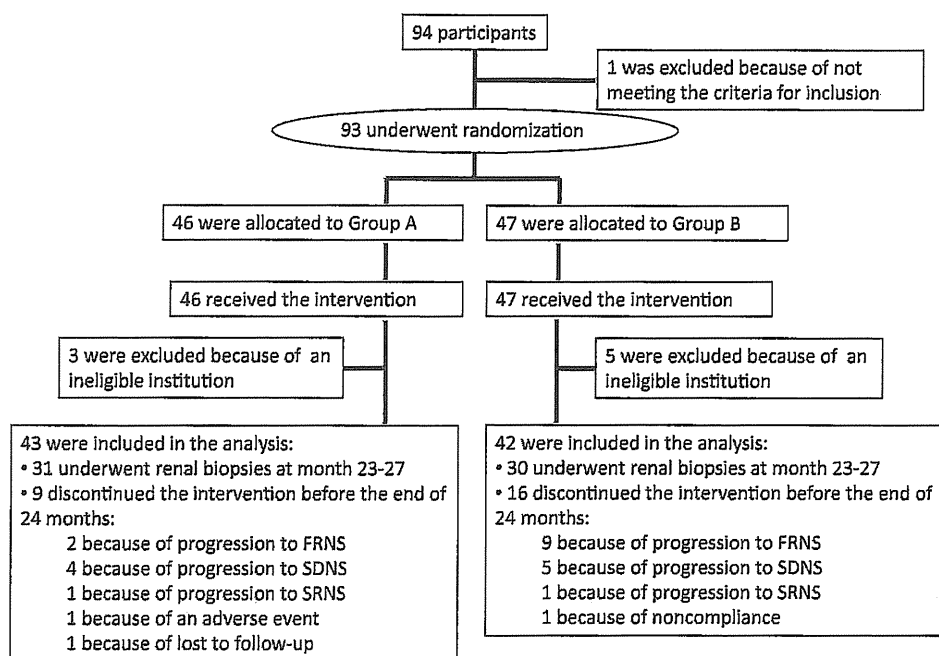 94 participants
1 was excluded because of not
meeting the criteria for inclusion
93 underwent randomization
46 were allocated to Group A
47 were allocated to Group B
46 received the intervention
47 received the intervention
3 were excluded because of an
ineligible institution
5 were excluded because of an
ineligible institution
43 were included in the analysis:
• 31 underwent renal biopsies at month 23-27
• 9 discontinued the intervention before the end of
24 months:
2 because of progression to FRNS
4 because of progression to SDNS
1 because of progression to SRNS
1 because of an adverse event
1 because of lost to follow-up
42 were included in the analysis:
• 30 underwent renal biopsies at month 23-27
• 16 discontinued the intervention before the end of
24 months:
9 because of progression to FRNS
5 because of progression to SDNS
1 because of progression to SRNS
1 because of noncompliance